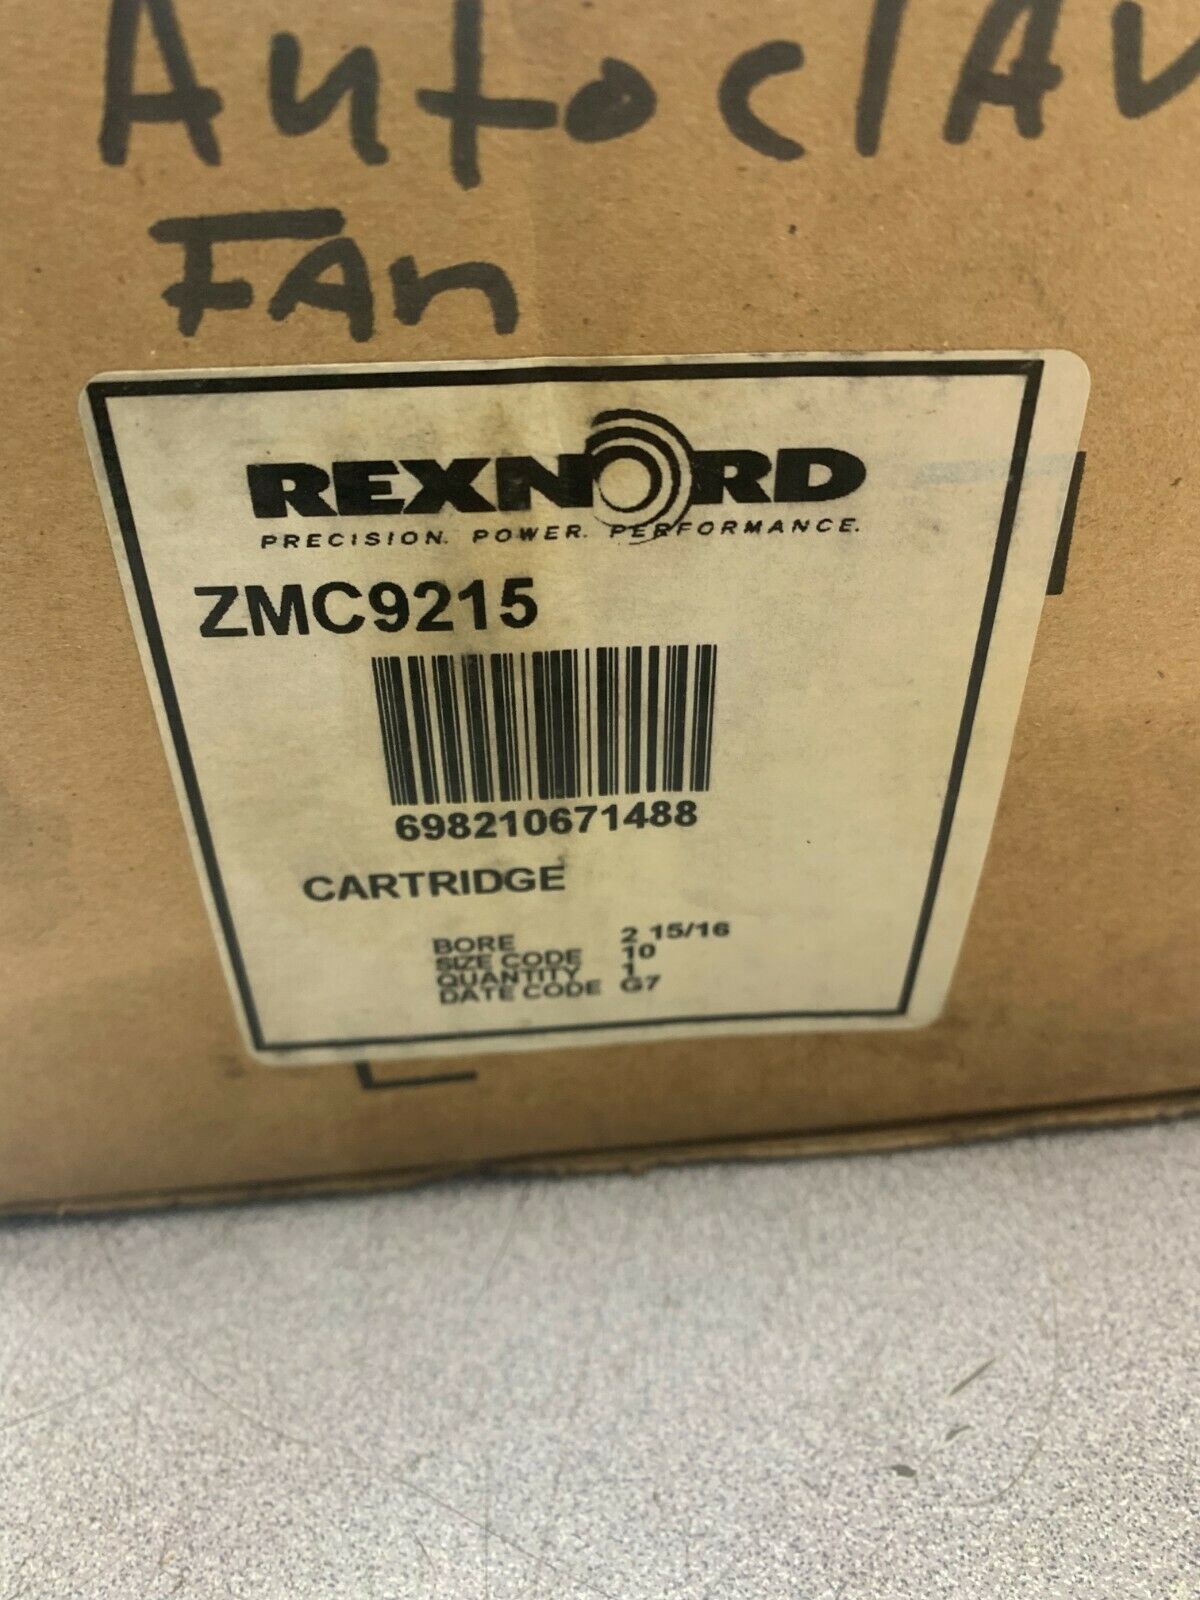 AutoclAv
FAn
REXNORD
PRECISION. POWER. PERFORMANCE.
ZMC9215
698210671488
CARTRIDGE
BORE 2 15/16
SIZE CODE 10
QUANTITY 1
DATE CODE G7